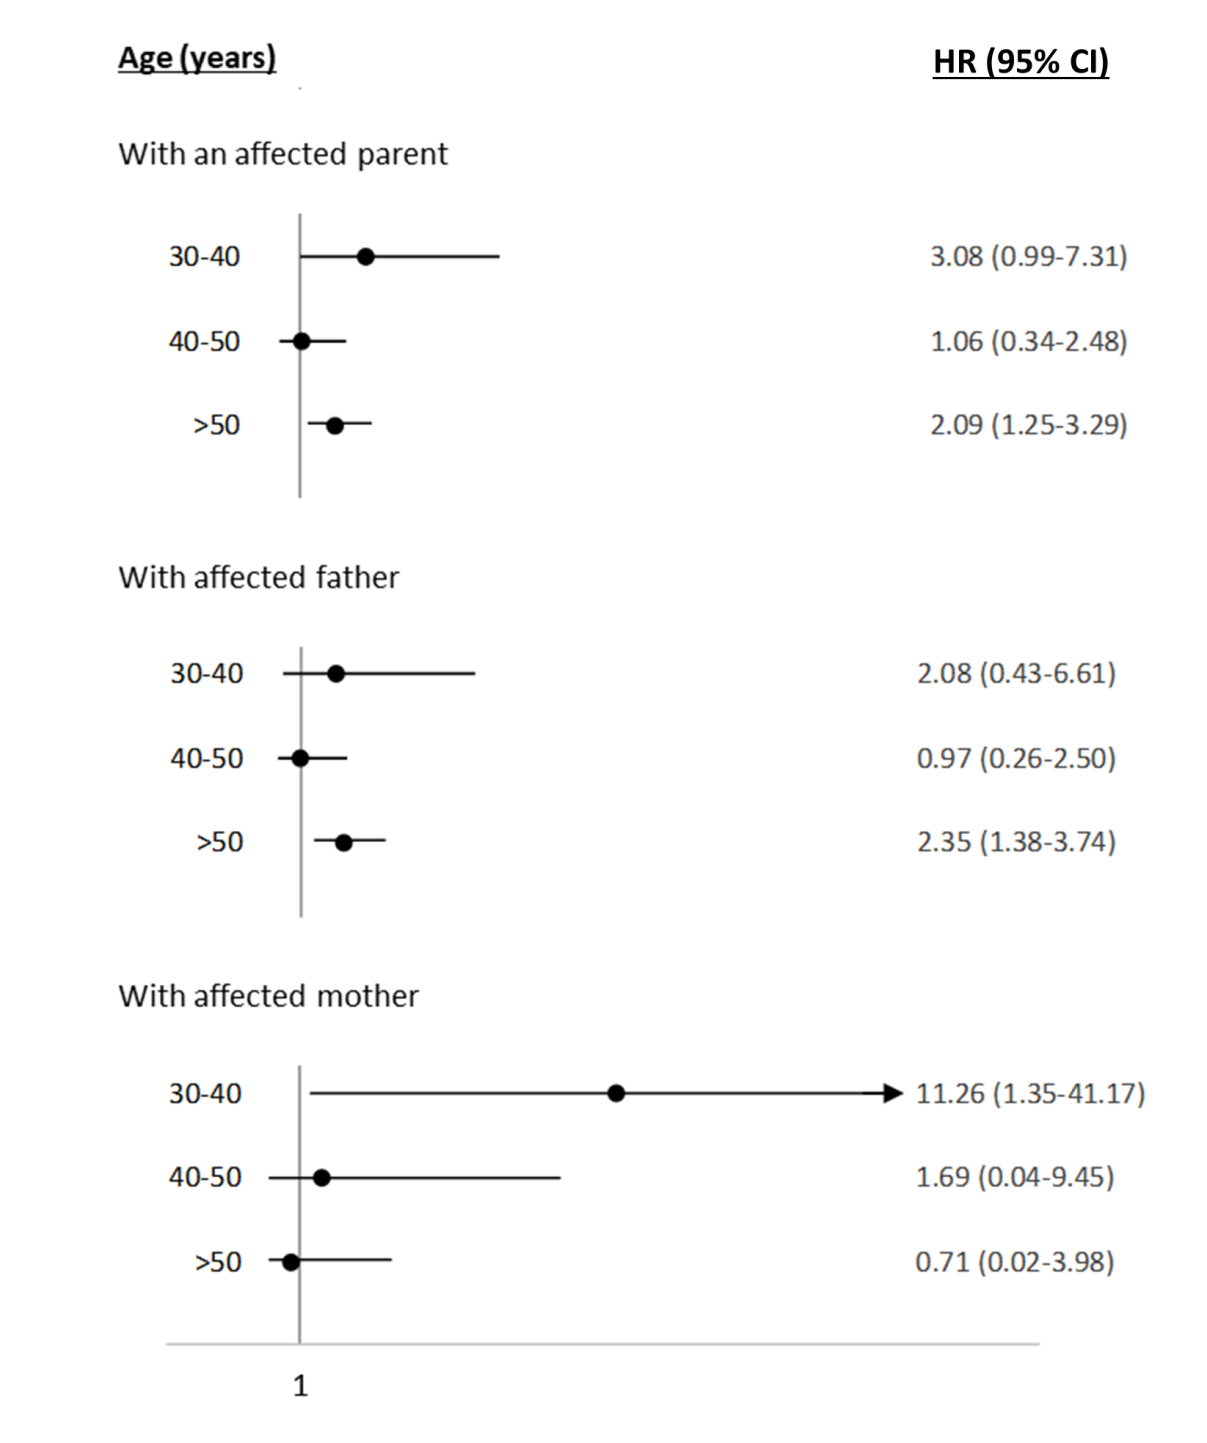 Age (years) HR (95% CI)
With an affected parent
30-40 3.08 (0.99-7.31)
40-50 1.06 (0.34-2.48)
>50 2.09 (1.25-3.29)
With affected father
30-40 2.08 (0.43-6.61)
40-50 0.97 (0.26-2.50)
>50 2.35 (1.38-3.74)
With affected mother
30-40 11.26 (1.35-41.17)
40-50 1.69 (0.04-9.45)
>50 0.71 (0.02-3.98)
1